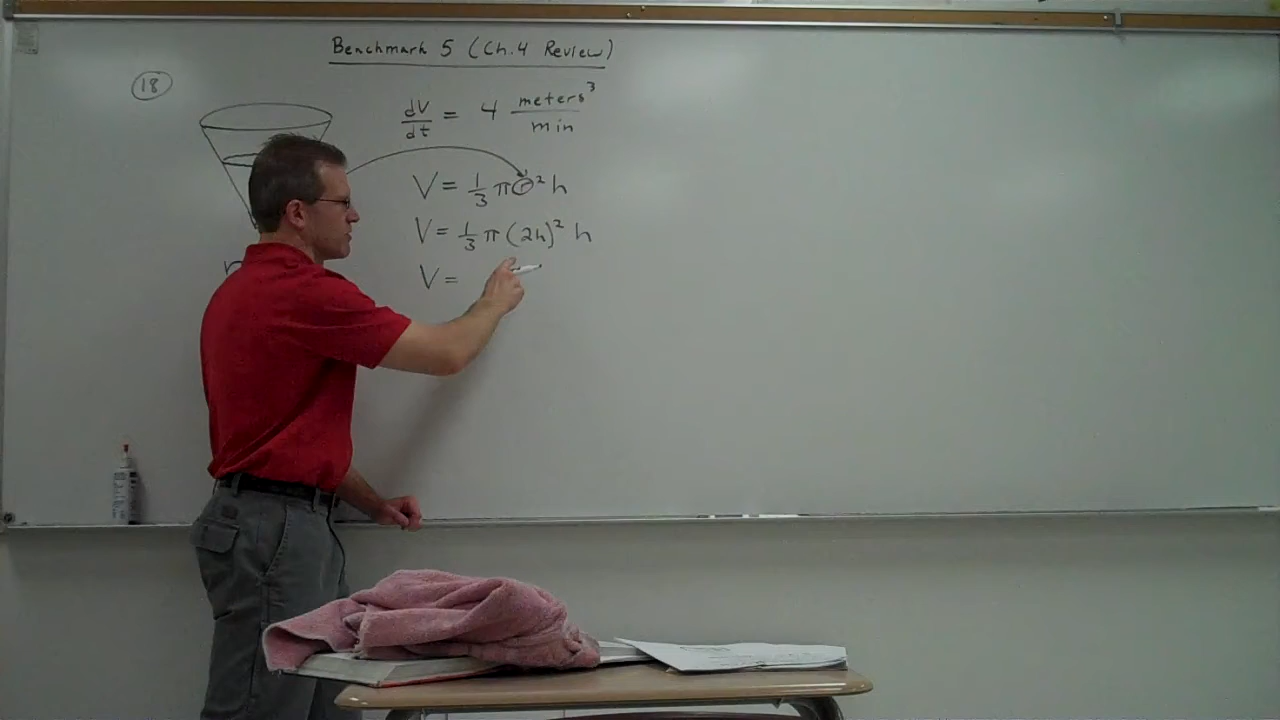 Benchmark 5 (Ch.4 Review)
18
dV/dt = 4 meters³/min
V = 1/3 π r² h
V = 1/3 π (2h)² h
V =
r